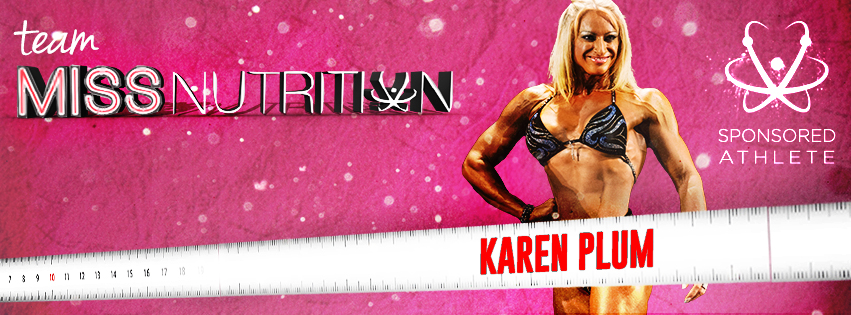 team
MISS NUTRITION
SPONSORED
ATHLETE
KAREN PLUM
7 8 9 10 11 12 13 14 15 16 17 18